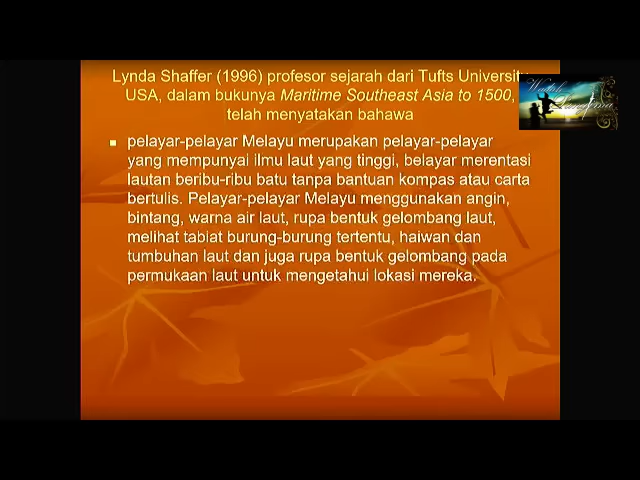 Lynda Shaffer (1996) profesor sejarah dari Tufts University
USA, dalam bukunya Maritime Southeast Asia to 1500,
telah menyatakan bahawa
pelayar-pelayar Melayu merupakan pelayar-pelayar
yang mempunyai ilmu laut yang tinggi, belayar merentasi
lautan beribu-ribu batu tanpa bantuan kompas atau carta
bertulis. Pelayar-pelayar Melayu menggunakan angin,
bintang, warna air laut, rupa bentuk gelombang laut,
melihat tabiat burung-burung tertentu, haiwan dan
tumbuhan laut dan juga rupa bentuk gelombang pada
permukaan laut untuk mengetahui lokasi mereka.